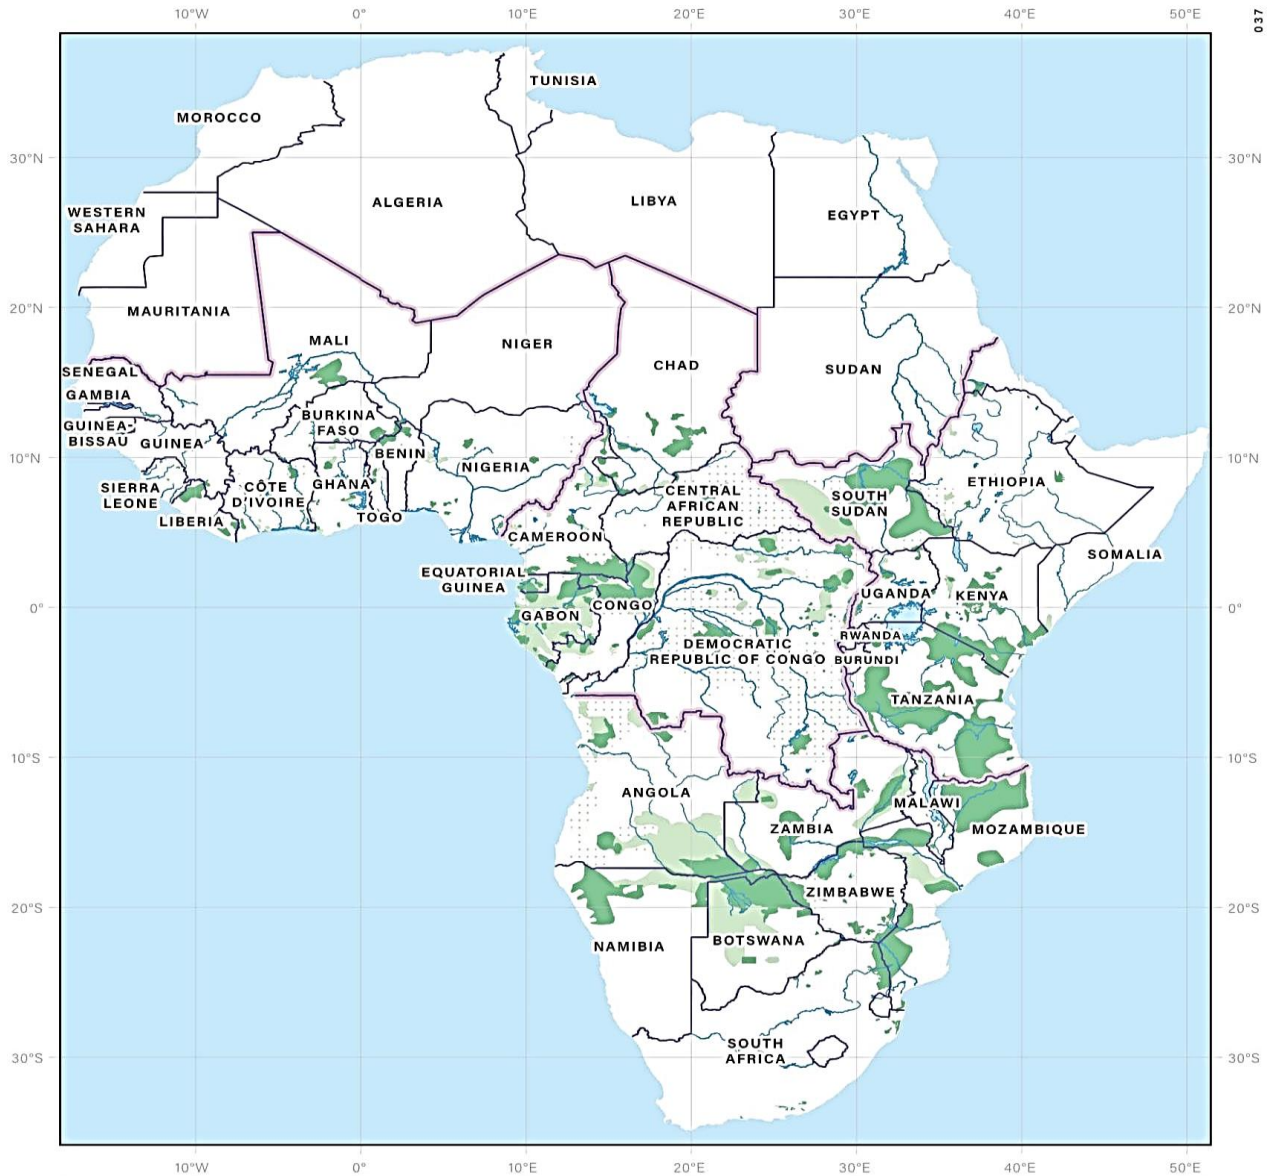 10°W 0° 10°E 20°E 30°E 40°E 50°E
037
TUNISIA
MOROCCO
30°N 30°N
ALGERIA
LIBYA
EGYPT
WESTERN
SAHARA
20°N 20°N
MAURITANIA
MALI
NIGER
CHAD
SUDAN
SENEGAL
GAMBIA
GUINEA-
BISSAU
GUINEA
BURKINA
FASO
BENIN
NIGERIA
10°N 10°N
SIERRA
LEONE
LIBERIA
CÔTE
D'IVOIRE
GHANA
TOGO
CENTRAL
AFRICAN
REPUBLIC
SOUTH
SUDAN
ETHIOPIA
CAMEROON
SOMALIA
EQUATORIAL
GUINEA
GABON
CONGO
UGANDA
KENYA
0° 0°
RWANDA
DEMOCRATIC
REPUBLIC OF CONGO
BURUNDI
TANZANIA
10°S 10°S
ANGOLA
ZAMBIA
MALAWI
MOZAMBIQUE
ZIMBABWE
20°S 20°S
NAMIBIA
BOTSWANA
SOUTH
AFRICA
30°S 30°S
10°W 0° 10°E 20°E 30°E 40°E 50°E